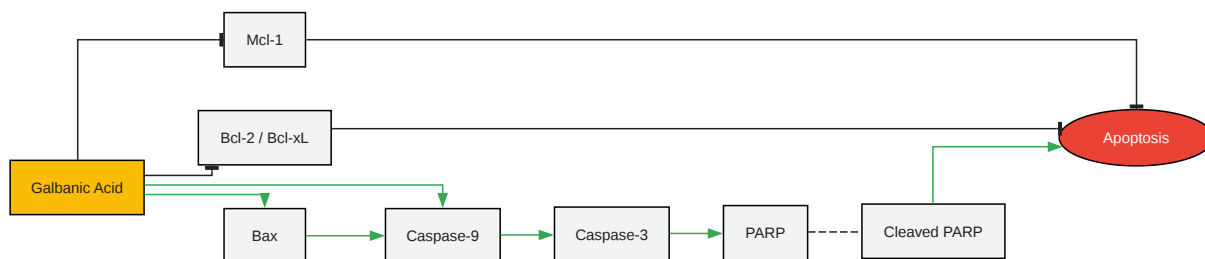 Mcl-1
Bcl-2 / Bcl-xL
Apoptosis
Galbanic Acid
Bax
Caspase-9
Caspase-3
PARP
Cleaved PARP